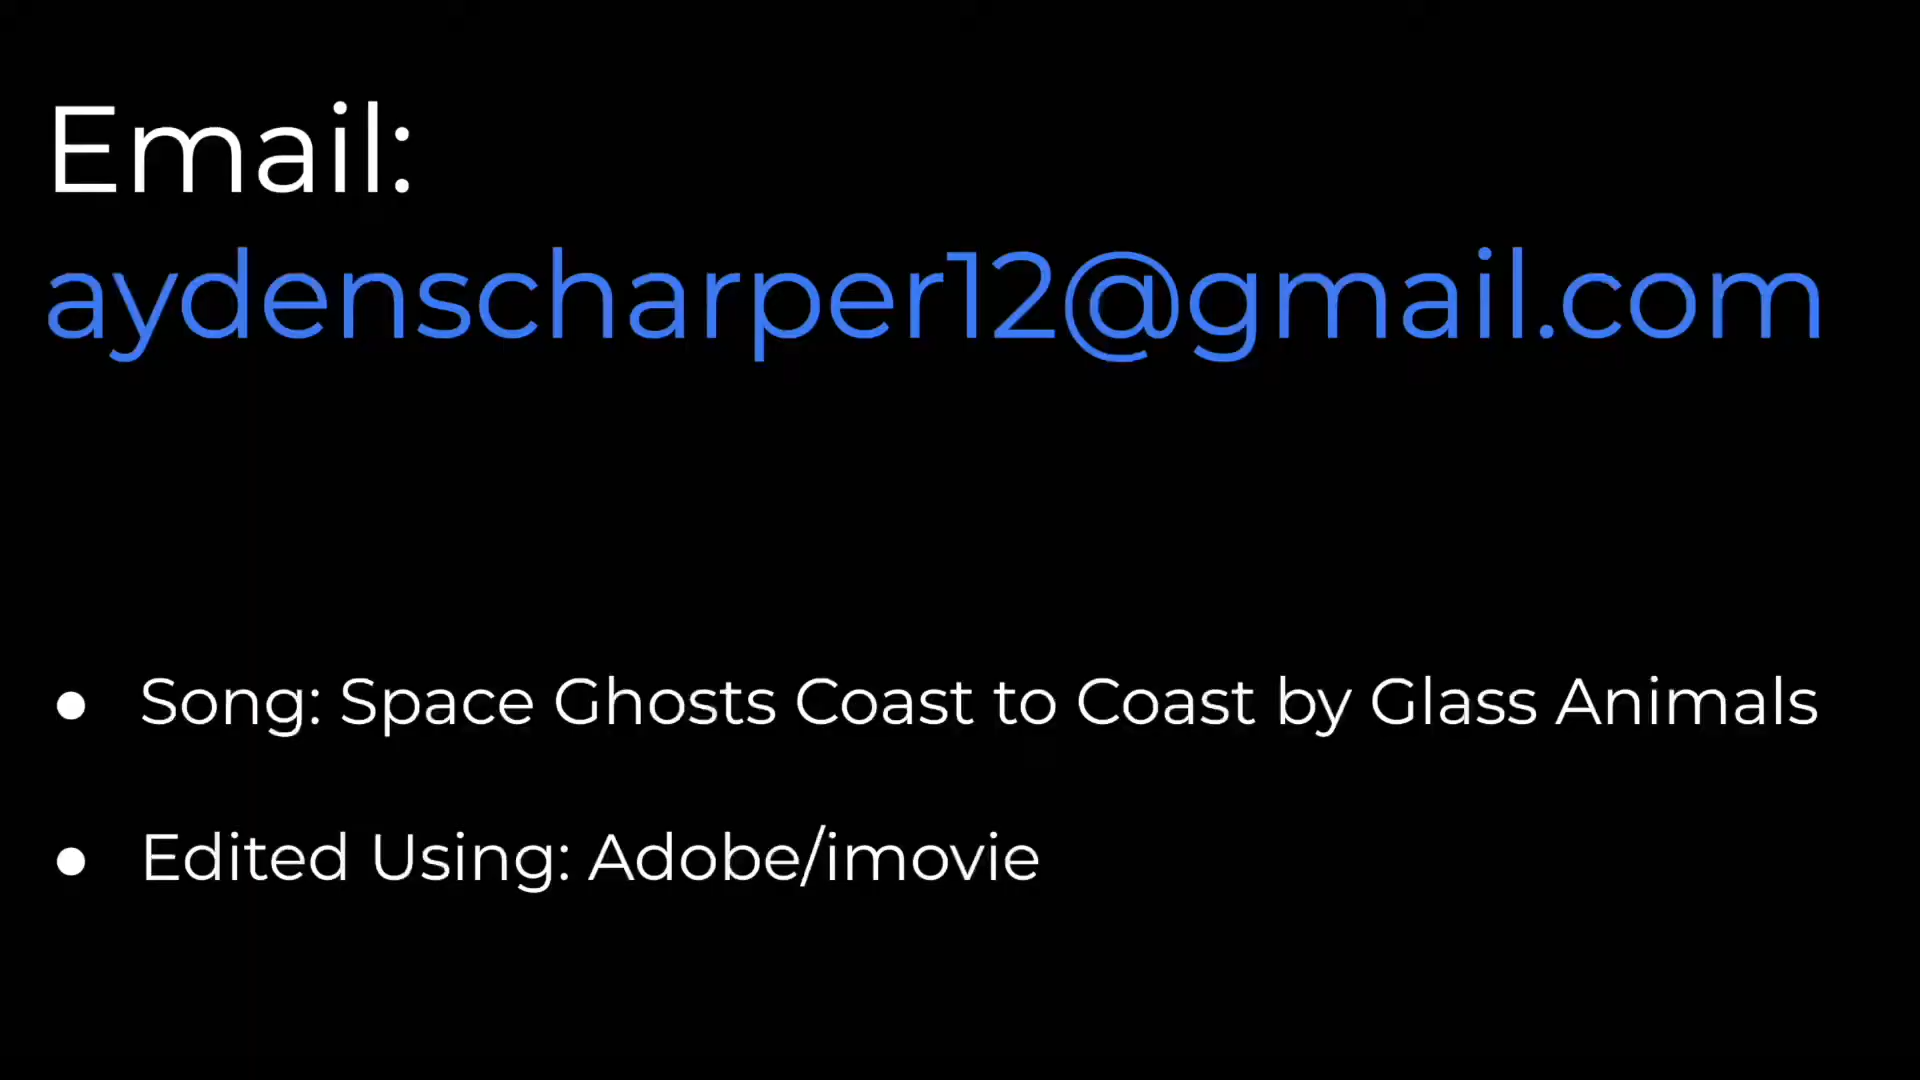 Email:
aydenscharper12@gmail.com
● Song: Space Ghosts Coast to Coast by Glass Animals
● Edited Using: Adobe/imovie